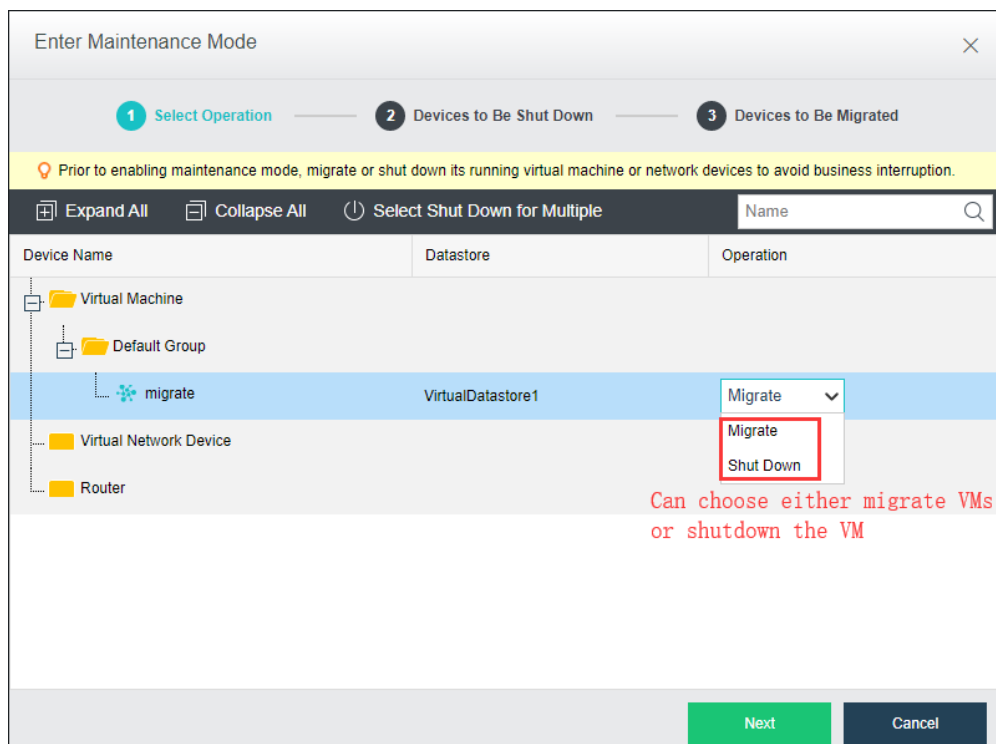 Enter Maintenance Mode
1 Select Operation 2 Devices to Be Shut Down 3 Devices to Be Migrated
Prior to enabling maintenance mode, migrate or shut down its running virtual machine or network devices to avoid business interruption.
Expand All Collapse All Select Shut Down for Multiple Name
Device Name Datastore Operation
Virtual Machine
Default Group
migrate VirtualDatastore1 Migrate
Migrate
Virtual Network Device
Shut Down
Router
Can choose either migrate VMs
or shutdown the VM
Next Cancel